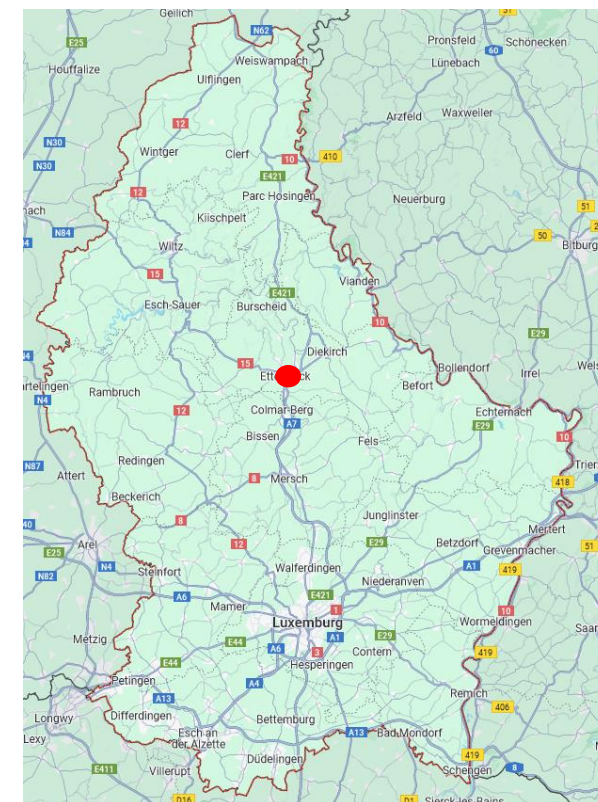 Geilich
N62
51
E25
Weiswampach
Pronsfeld
Schönecken
60
Houffalize
Ulflingen
Lünebach
12
Arzfeld
Waxweiler
N30
Wintger
Clerf
10
410
N30
12
Parc Hosingen
E421
Neuerburg
Kiischpelt
51
N84
50
Wiltz
Bitburg
15
Vianden
E421
Esch-Sauer
Burscheid
10
E29
Diekirch
15
Bollendorf
Irrel
Befort
N4
Rambruch
12
Colmar-Berg
Echternach
A7
E29
10
Bissen
Fels
N87
Redingen
Attert
8
Mersch
418
Beckerich
8
Junglinster
Mertert
Arel
12
E29
Betzdorf
E25
N4
Grevenmacher
51
Walferdingen
A1
419
N82
Steinfort
Niederanven
A6
E421
Mamer
1
10
Luxemburg
Wormeldingen
Metzig
E44
A1
E29
A6
3
Contern
419
E44
Hesperingen
Petingen
A4
Remich
A13
406
Longwy
Differdingen
Bettemburg
Esch an
der Alzette
A13
Bad Mondorf
419
Düdelingen
E411
Schengen
8
Villerupt